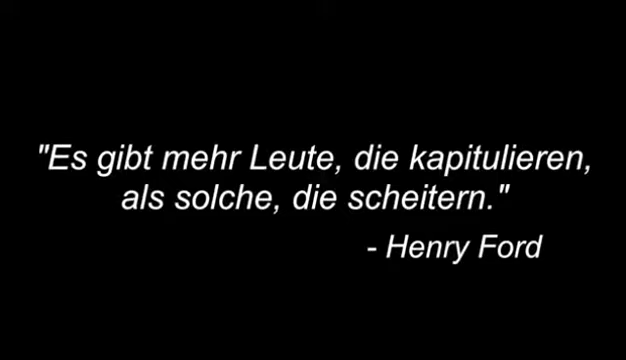 "Es gibt mehr Leute, die kapitulieren,
als solche, die scheitern."
- Henry Ford